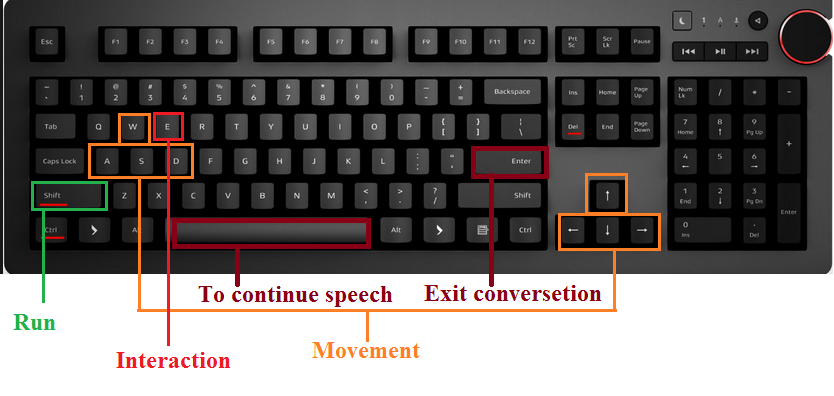 Esc F1 F2 F3 F4 F5 F6 F7 F8 F9 F10 F11 F12 Prt Sc Scr Lk Pause 1 A
~ ! 1 @ 2 # 3 $ 4 % 5 ^ 6 & 7 * 8 ( 9 ) 0 _ - + = Backspace Ins Home Page Up Num Lk / * -
Tab Q W E R T Y U I O P { [ } ] | \ Del End Page Down 7 Home 8 ↑ 9 Pg Up +
Caps Lock A S D F G H J K L : ; " ' Enter 4 ← 5 6 →
Shift Z X C V B N M < , > . ? / Shift ↑ 1 End 2 ↓ 3 Pg Dn Enter
Ctrl Alt Alt Ctrl ← ↓ → 0 Ins . Del
To continue speech Exit conversetion
Run
Movement
Interaction